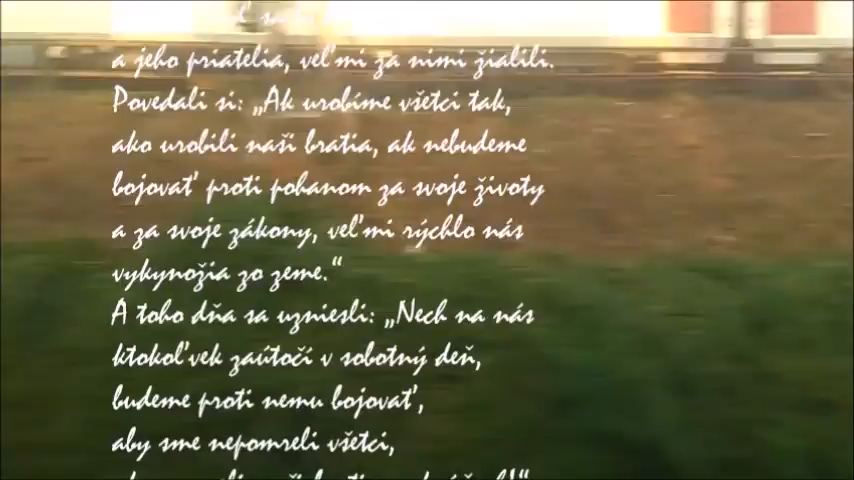 a jeho priatelia, veľmi za nimi žialili.
Povedali si: „Ak urobíme všetci tak,
ako urobili naši bratia, ak nebudeme
bojovať proti pohanom za svoje životy
a za svoje zákony, veľmi rýchlo nás
vykynožia zo zeme.“
A toho dňa sa uzniesli: „Nech na nás
ktokoľvek zaútočí v sobotný deň,
budeme proti nemu bojovať,
aby sme nepomreli všetci,